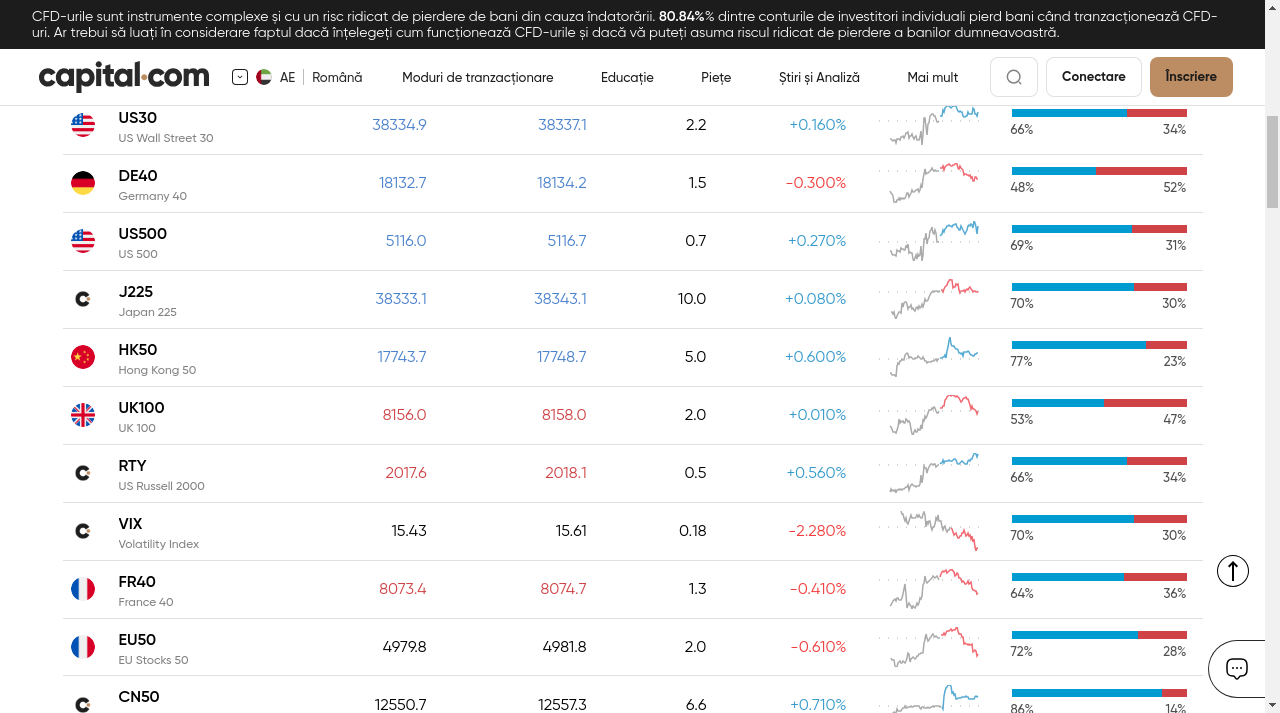 CFD-urile sunt instrumente complexe și cu un risc ridicat de pierdere de bani din cauza îndatorării. 80.84%% dintre conturile de investitori individuali pierd bani când tranzacționează CFD-
uri. Ar trebui să luați în considerare faptul dacă înțelegeți cum funcționează CFD-urile și dacă vă puteți asuma riscul ridicat de pierdere a banilor dumneavoastră.
capital.com AE Română Moduri de tranzacționare Educație Piețe Știri și Analiză Mai mult Conectare Înscriere
US30 38334.9 38337.1 2.2 +0.160%
US Wall Street 30 66% 34%
DE40 18132.7 18134.2 1.5 -0.300%
Germany 40 48% 52%
US500 5116.0 5116.7 0.7 +0.270%
US 500 69% 31%
J225 38333.1 38343.1 10.0 +0.080%
Japan 225 70% 30%
HK50 17743.7 17748.7 5.0 +0.600%
Hong Kong 50 77% 23%
UK100 8156.0 8158.0 2.0 +0.010%
UK 100 53% 47%
RTY 2017.6 2018.1 0.5 +0.560%
US Russell 2000 66% 34%
VIX 15.43 15.61 0.18 -2.280%
Volatility Index 70% 30%
FR40 8073.4 8074.7 1.3 -0.410%
France 40 64% 36%
EU50 4979.8 4981.8 2.0 -0.610%
EU Stocks 50 72% 28%
CN50 12550.7 12557.3 6.6 +0.710%
86% 14%